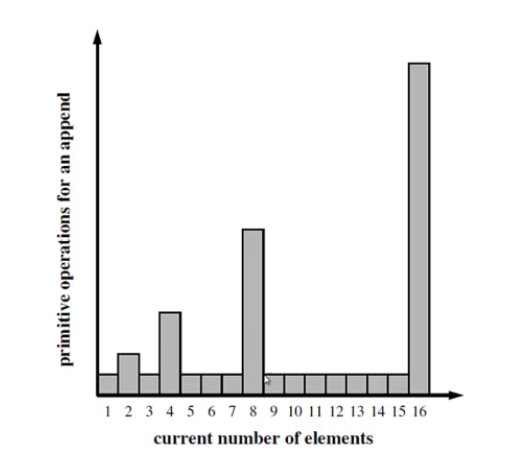 primitive operations for an append
1 2 3 4 5 6 7 8 9 10 11 12 13 14 15 16
current number of elements